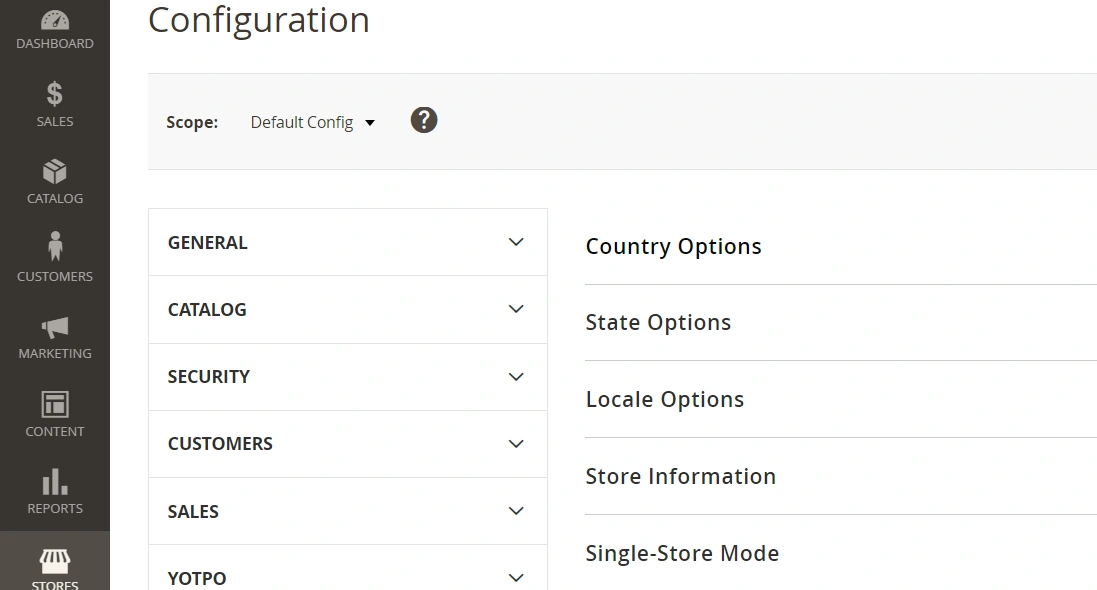 Configuration
DASHBOARD
SALES
CATALOG
CUSTOMERS
MARKETING
CONTENT
REPORTS
STORES
Scope: Default Config ?
GENERAL
CATALOG
SECURITY
CUSTOMERS
SALES
YOTPO
Country Options
State Options
Locale Options
Store Information
Single-Store Mode